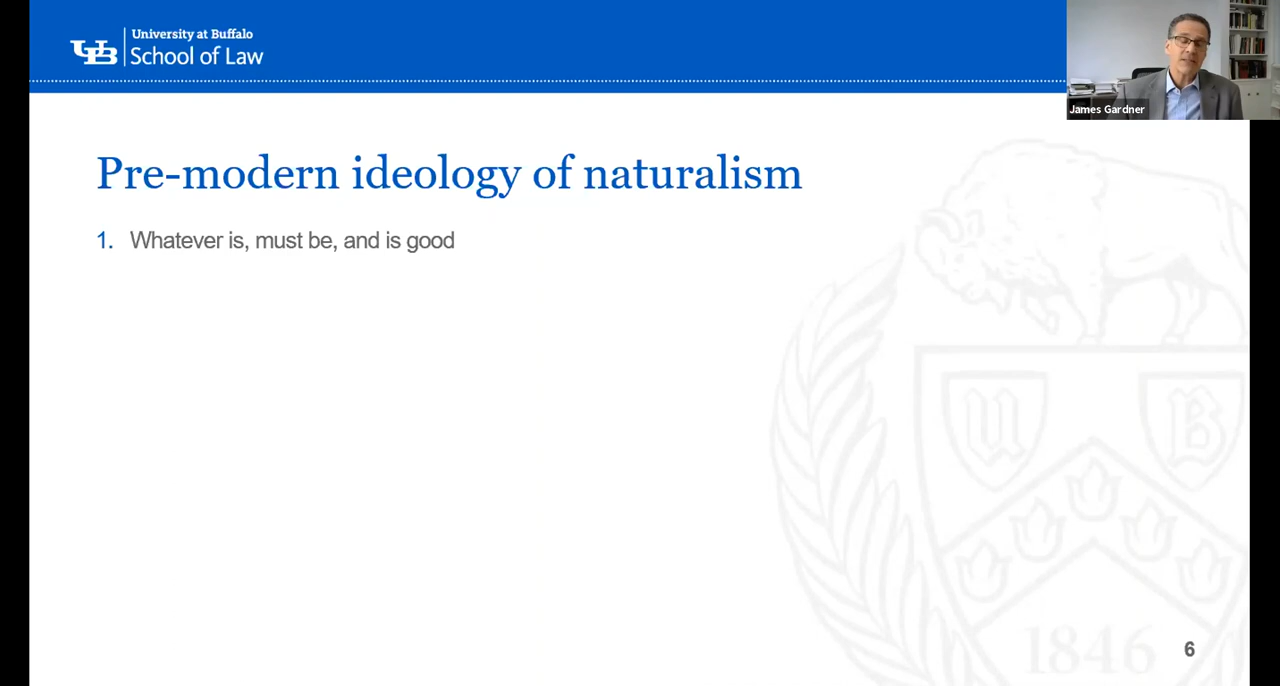 University at Buffalo
UB School of Law
James Gardner
Pre-modern ideology of naturalism
1. Whatever is, must be, and is good
U B
1846
6